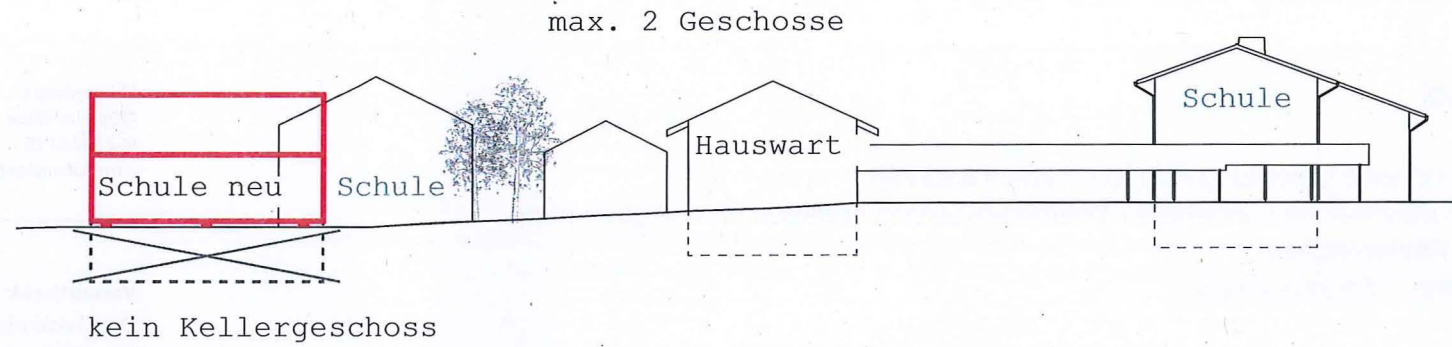 max. 2 Geschosse
Schule
Hauswart
Schule neu
Schule
kein Kellergeschoss